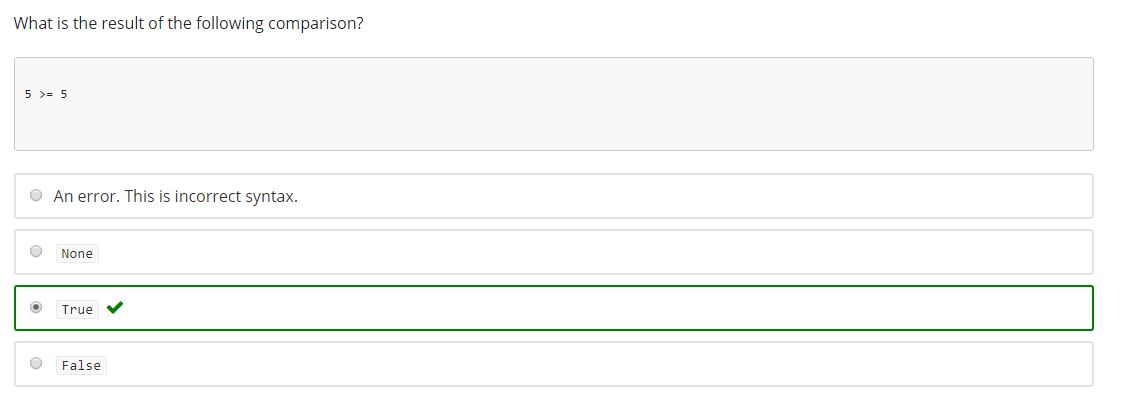 What is the result of the following comparison?
5 >= 5
An error. This is incorrect syntax.
None
True
False